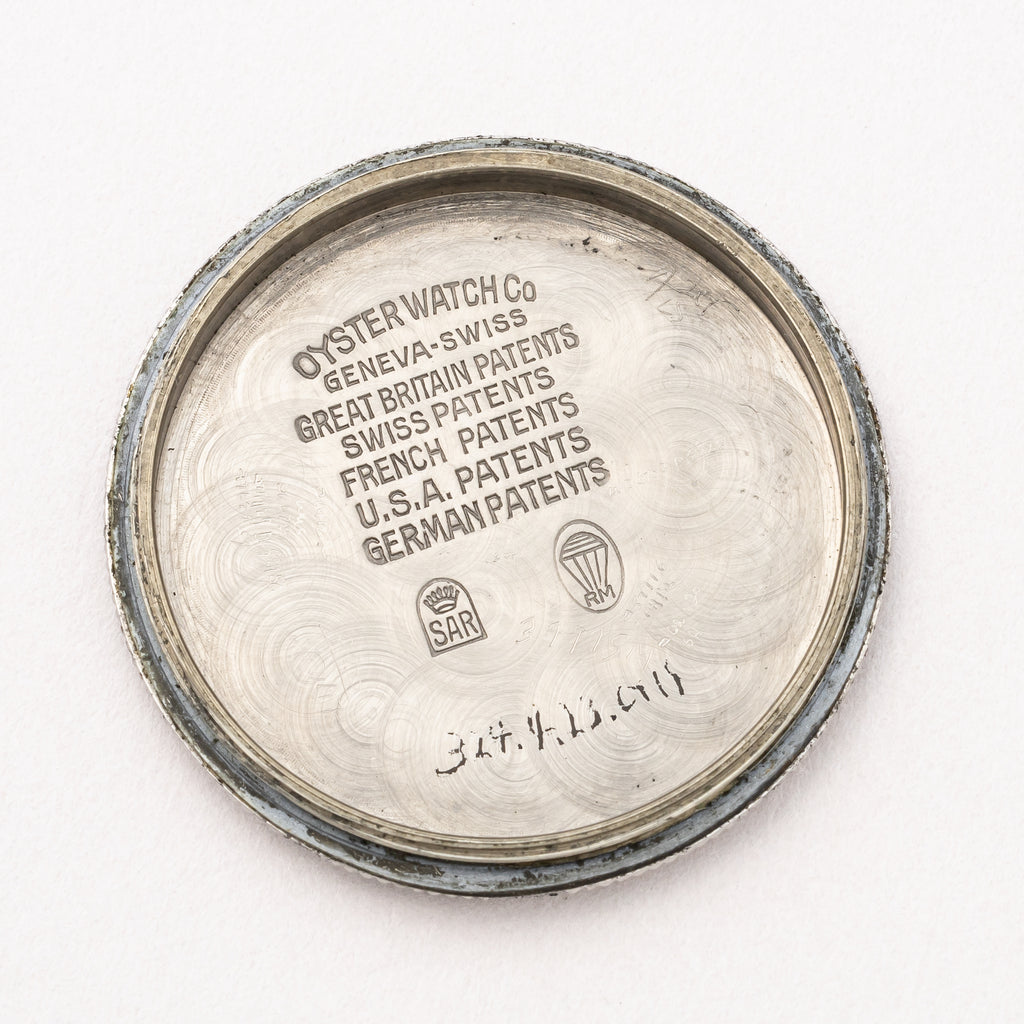 OYSTER WATCH Co
GENEVA-SWISS
GREAT BRITAIN PATENTS
SWISS PATENTS
FRENCH PATENTS
U.S.A. PATENTS
GERMAN PATENTS
SAR
RM